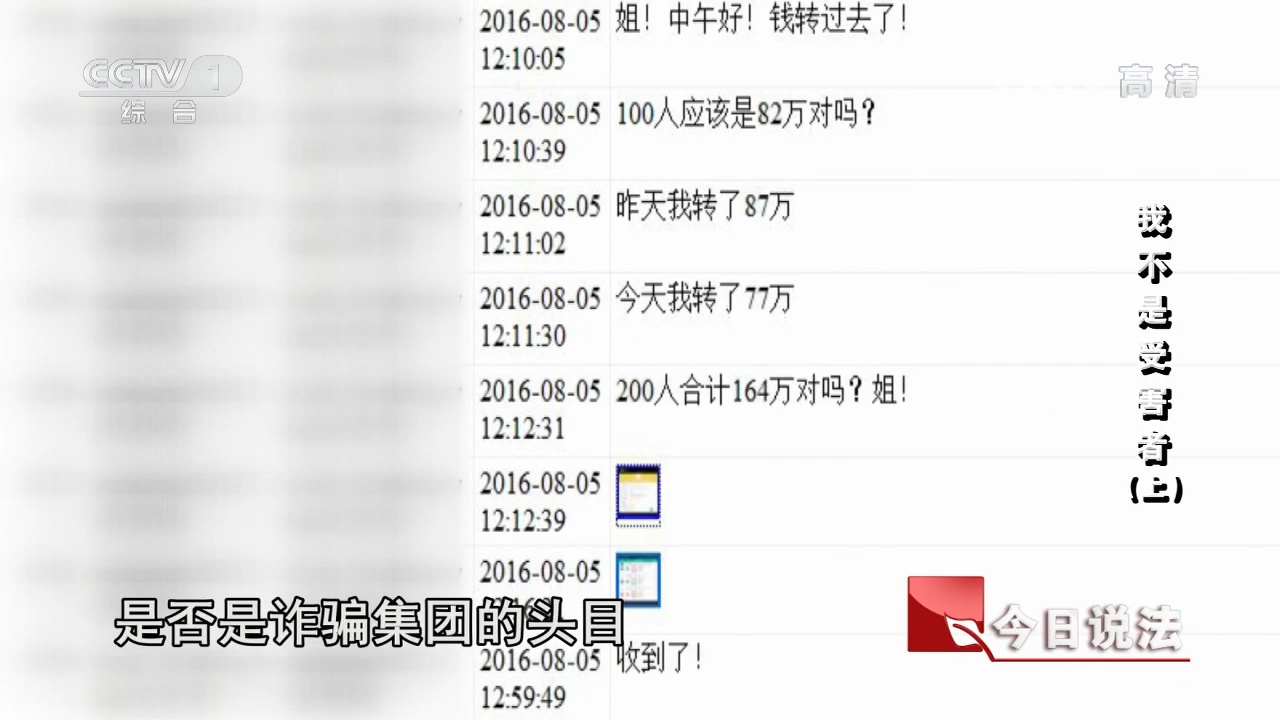 2016-08-05 姐！中午好！钱转过去了！
12:10:05
CCTV 1
综合
高清
2016-08-05 100人应该是82万对吗？
12:10:39
2016-08-05 昨天我转了87万
12:11:02
2016-08-05 今天我转了77万
12:11:30
2016-08-05 200人合计164万对吗？姐！
12:12:31
2016-08-05
12:12:39
2016-08-05
是否是诈骗集团的头目
2016-08-05 收到了！
12:59:49
我不是受害者(上)
今日说法